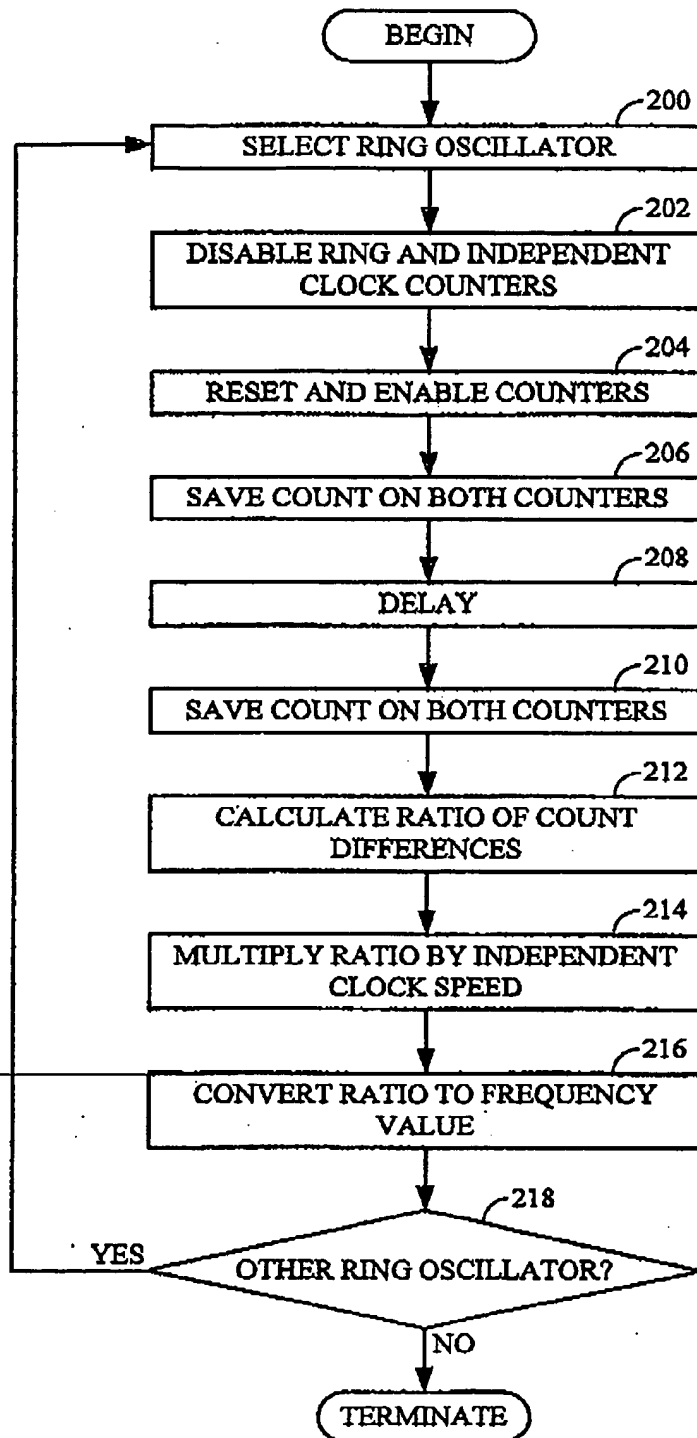 BEGIN
200
SELECT RING OSCILLATOR
202
DISABLE RING AND INDEPENDENT
CLOCK COUNTERS
204
RESET AND ENABLE COUNTERS
206
SAVE COUNT ON BOTH COUNTERS
208
DELAY
210
SAVE COUNT ON BOTH COUNTERS
212
CALCULATE RATIO OF COUNT
DIFFERENCES
214
MULTIPLY RATIO BY INDEPENDENT
CLOCK SPEED
216
CONVERT RATIO TO FREQUENCY
VALUE
218
YES
OTHER RING OSCILLATOR?
NO
TERMINATE